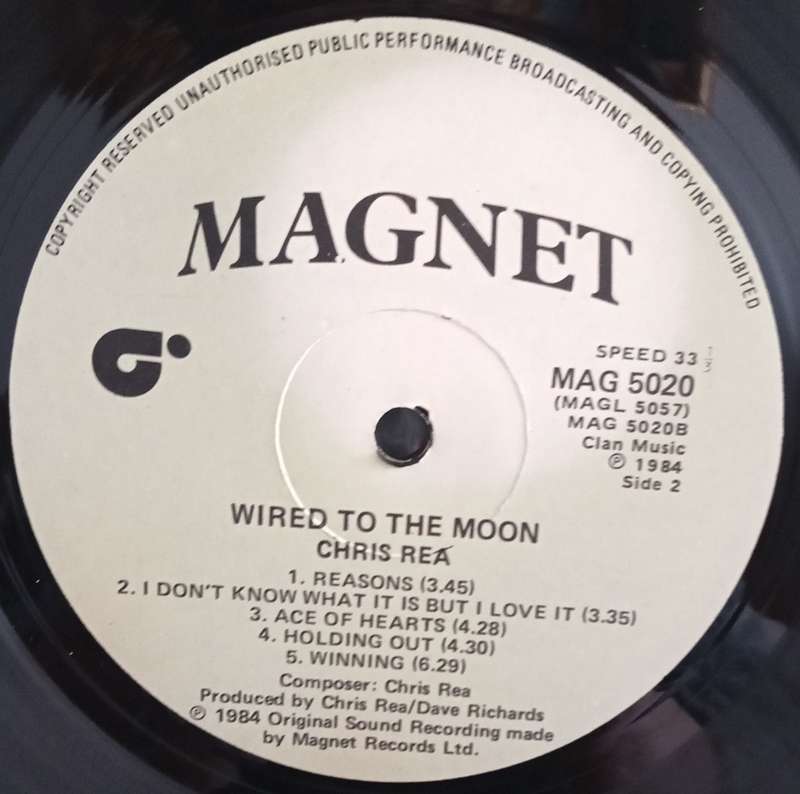 COPYRIGHT RESERVED UNAUTHORISED PUBLIC PERFORMANCE BROADCASTING AND COPYING PROHIBITED
MAGNET
SPEED 33 1/3
MAG 5020
(MAGL 5057)
MAG 5020B
Clan Music
℗ 1984
Side 2
WIRED TO THE MOON
CHRIS REA
1. REASONS (3.45)
2. I DON'T KNOW WHAT IT IS BUT I LOVE IT (3.35)
3. ACE OF HEARTS (4.28)
4. HOLDING OUT (4.30)
5. WINNING (6.29)
Composer: Chris Rea
Produced by Chris Rea/Dave Richards
℗ 1984 Original Sound Recording made
by Magnet Records Ltd.